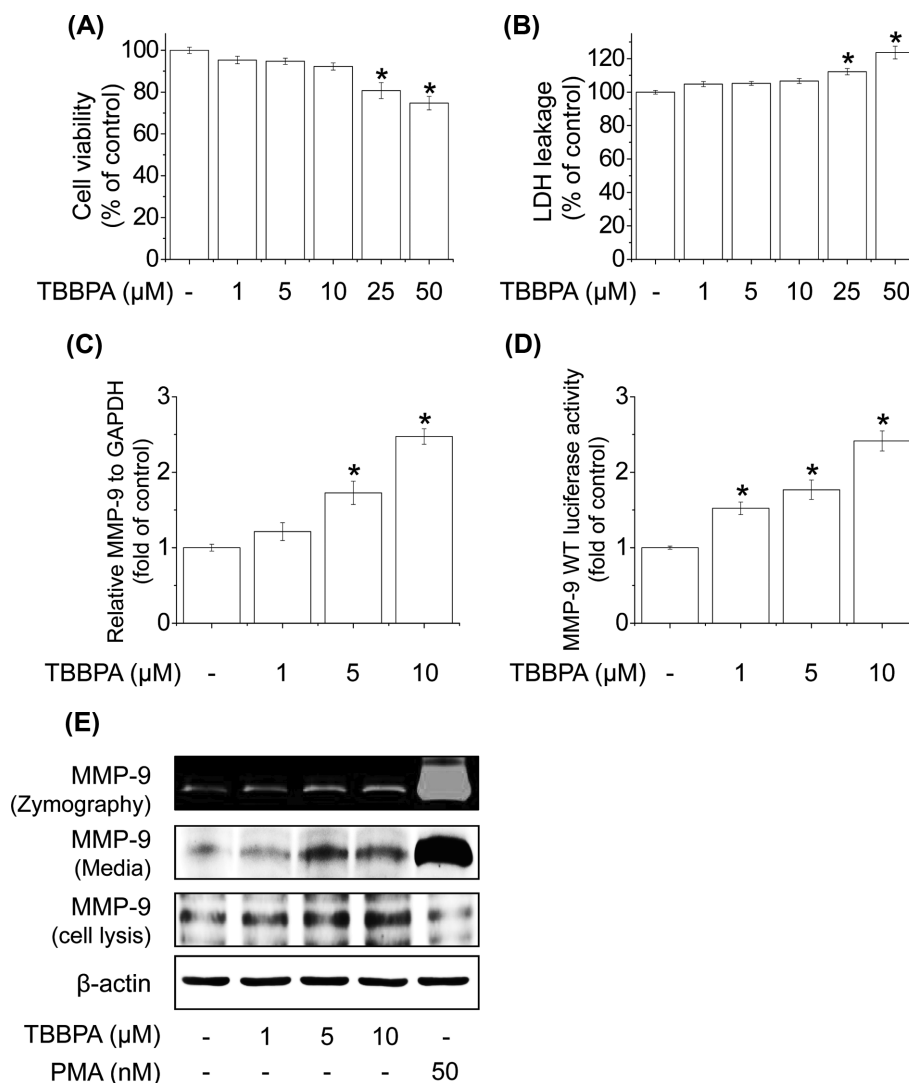 (A)
Cell viability
(% of control)
100
80
60
40
20
0
TBBPA (µM) - 1 5 10 25 50
* *
(B)
LDH leakage
(% of control)
120
100
80
60
40
20
0
TBBPA (µM) - 1 5 10 25 50
* *
(C)
Relative MMP-9 to GAPDH
(fold of control)
3
2
1
0
TBBPA (µM) - 1 5 10
* *
(D)
MMP-9 WT luciferase activity
(fold of control)
3
2
1
0
TBBPA (µM) - 1 5 10
* * *
(E)
MMP-9
(Zymography)
MMP-9
(Media)
MMP-9
(cell lysis)
β-actin
TBBPA (µM) - 1 5 10 -
PMA (nM) - - - - 50